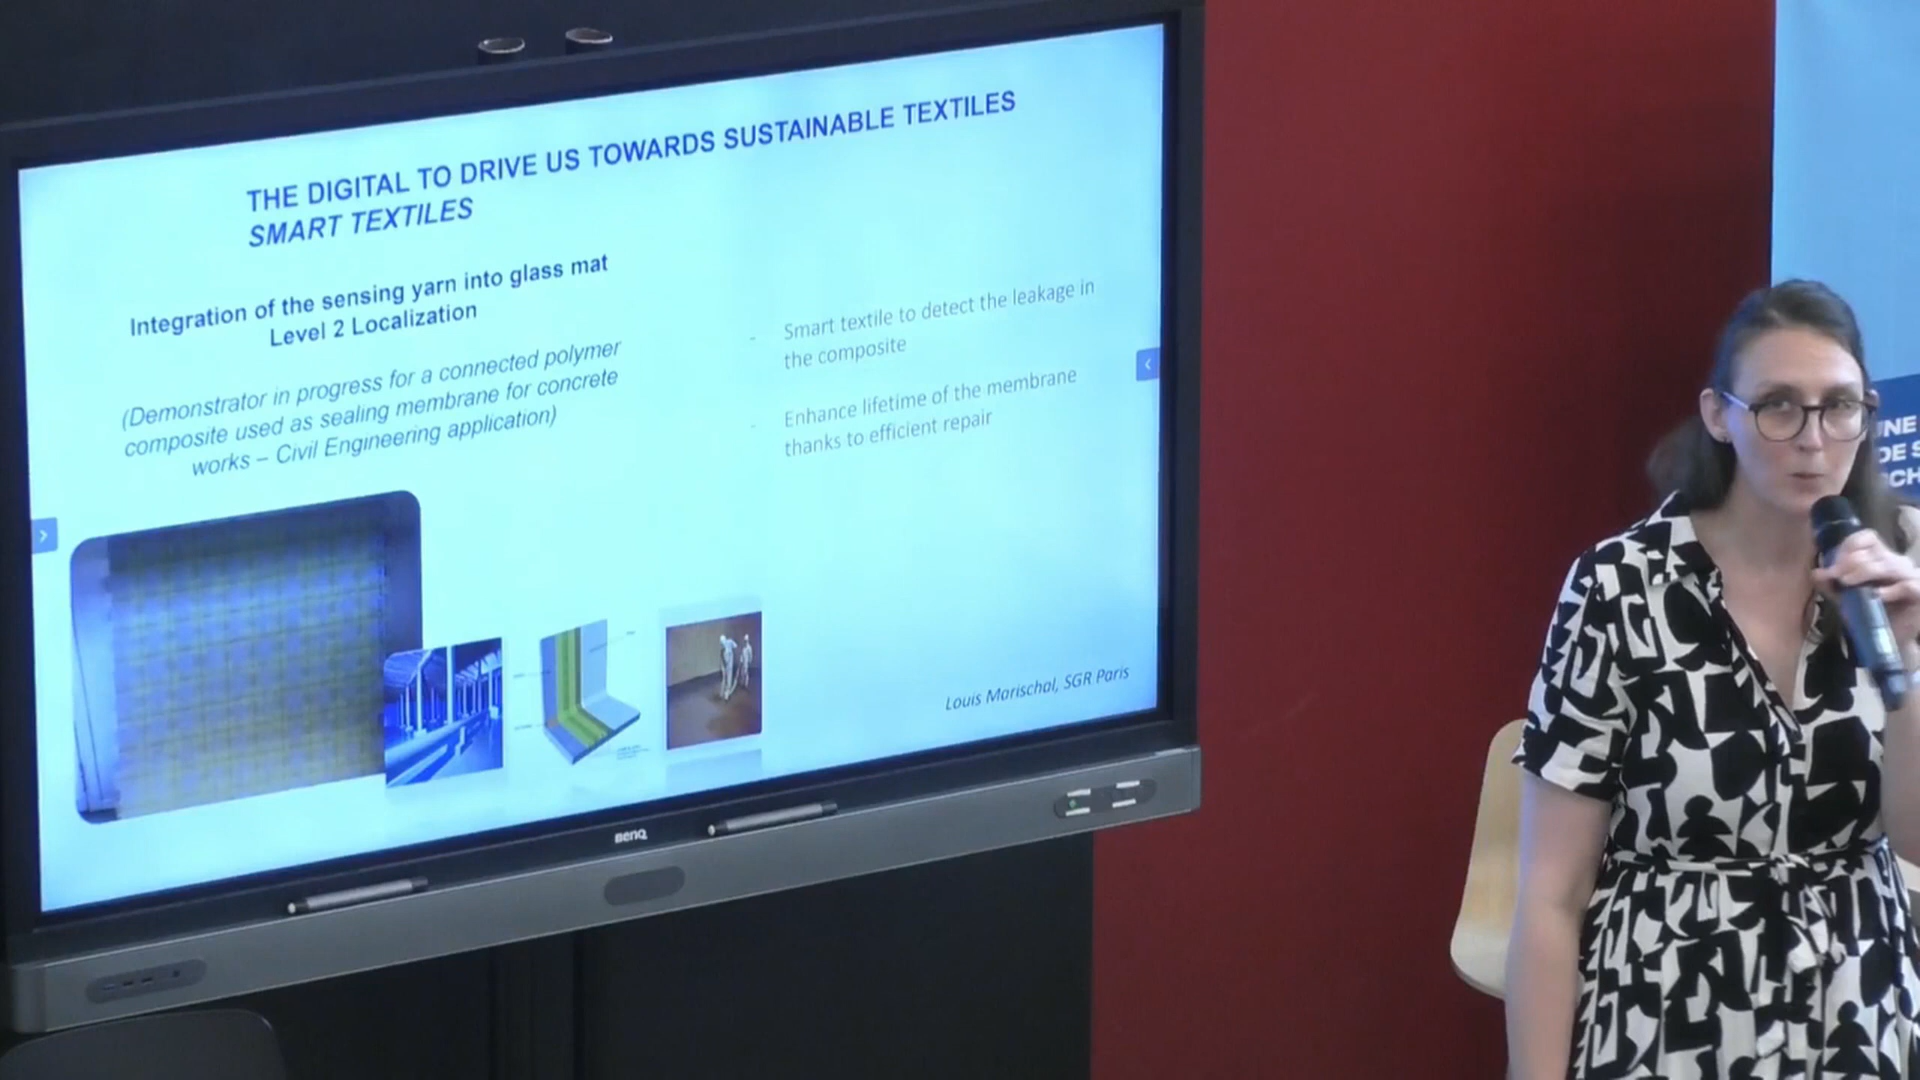 THE DIGITAL TO DRIVE US TOWARDS SUSTAINABLE TEXTILES
SMART TEXTILES
Integration of the sensing yarn into glass mat
Level 2 Localization
(Demonstrator in progress for a connected polymer
composite used as sealing membrane for concrete
works – Civil Engineering application)
- Smart textile to detect the leakage in
the composite
- Enhance lifetime of the membrane
thanks to efficient repair
Louis Marischal, SGR Paris
BenQ
UNE
DE S